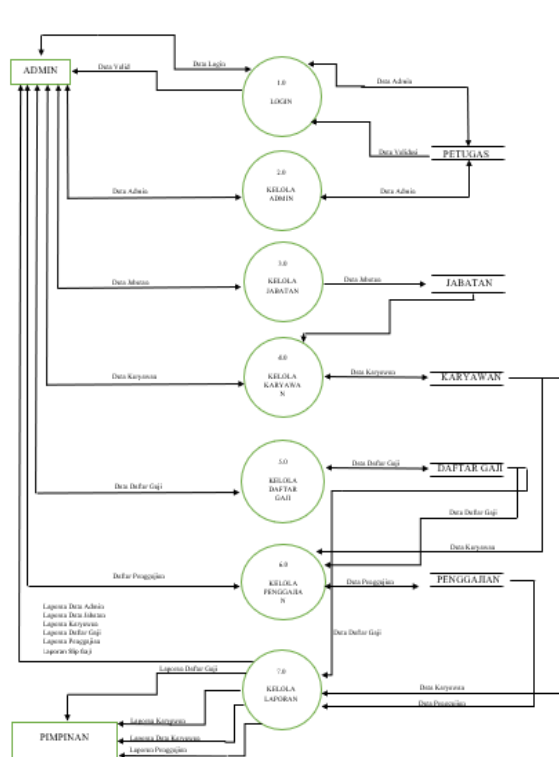 ADMIN
Data Valid
Data Login
1.0
LOGIN
Data Admin
Data Validasi
PETUGAS
2.0
KELOLA
ADMIN
Data Admin
Data Admin
3.0
KELOLA
JABATAN
Data Jabatan
Data Jabatan
JABATAN
4.0
KELOLA
KARYAWA
N
Data Karyawan
Data Karyawan
KARYAWAN
5.0
KELOLA
DAFTAR
GAJI
Data Daftar Gaji
Data Daftar Gaji
DAFTAR GAJI
Data Daftar Gaji
Data Karyawan
6.0
KELOLA
PENGGAJIA
N
Daftar Penggajian
Data Penggajian
PENGGAJIAN
Laporan Data Admin
Laporan Data Jabatan
Laporan Karyawan
Laporan Daftar Gaji
Laporan Penggajian
Laporan Slip Gaji
Data Daftar Gaji
7.0
KELOLA
LAPORAN
Laporan Daftar Gaji
Data Karyawan
Data Penggajian
PIMPINAN
Laporan Karyawan
Laporan Data Karyawan
Laporan Penggajian